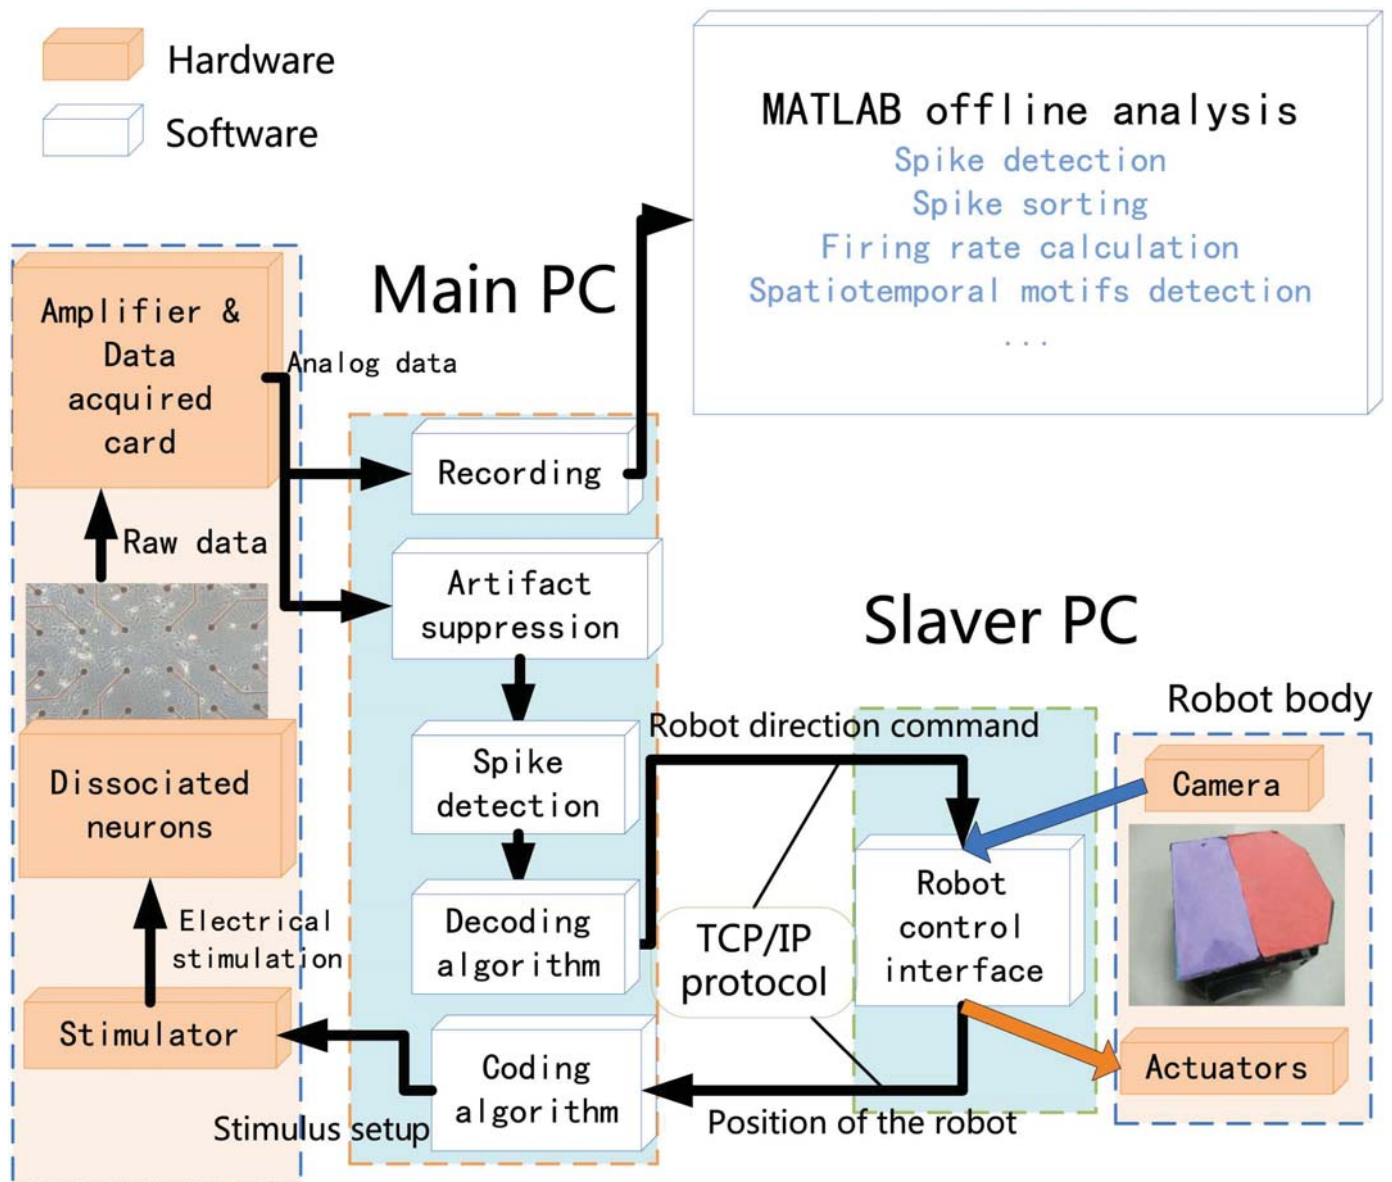 Hardware
Software
MATLAB offline analysis
Spike detection
Spike sorting
Firing rate calculation
Spatiotemporal motifs detection
...
Main PC
Amplifier &
Data
acquired
card
Analog data
Recording
Raw data
Artifact
suppression
Slaver PC
Robot body
Robot direction command
Spike
detection
Camera
Dissociated
neurons
Robot
control
interface
Decoding
algorithm
TCP/IP
protocol
Electrical
stimulation
Stimulator
Coding
algorithm
Actuators
Stimulus setup
Position of the robot